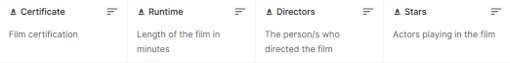 Certificate
Film certification
Runtime
Length of the film in
minutes
Directors
The person/s who
directed the film
Stars
Actors playing in the film